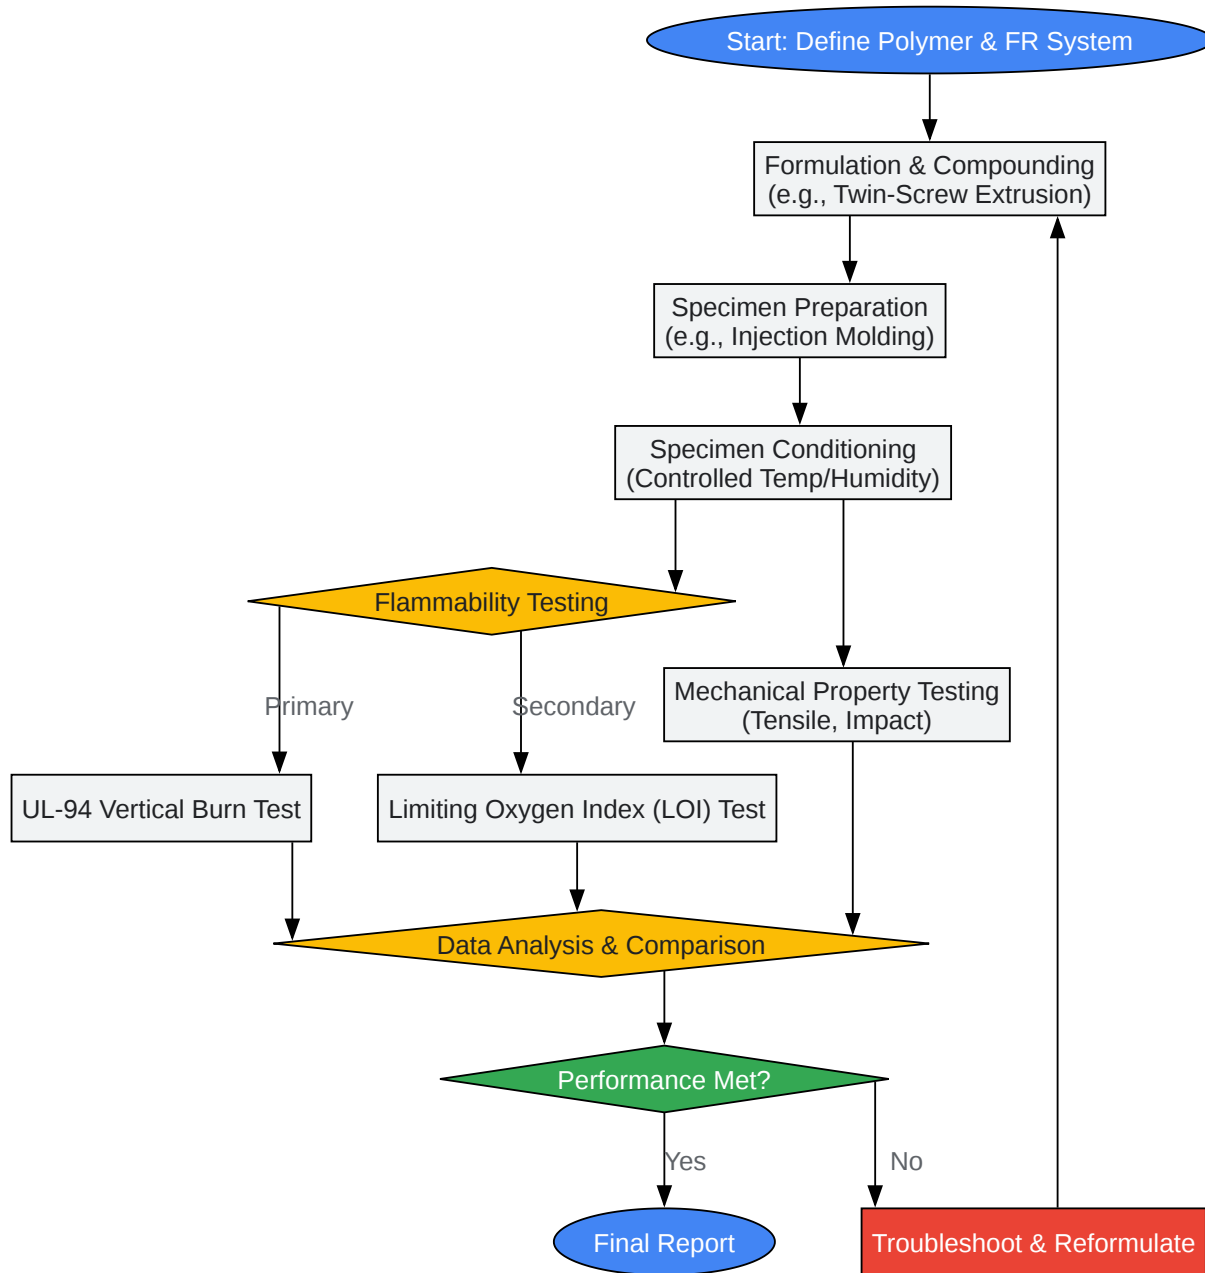 Start: Define Polymer & FR System
Formulation & Compounding
(e.g., Twin-Screw Extrusion)
Specimen Preparation
(e.g., Injection Molding)
Specimen Conditioning
(Controlled Temp/Humidity)
Flammability Testing
Primary
Secondary
Mechanical Property Testing
(Tensile, Impact)
UL-94 Vertical Burn Test
Limiting Oxygen Index (LOI) Test
Data Analysis & Comparison
Performance Met?
Yes
No
Final Report
Troubleshoot & Reformulate